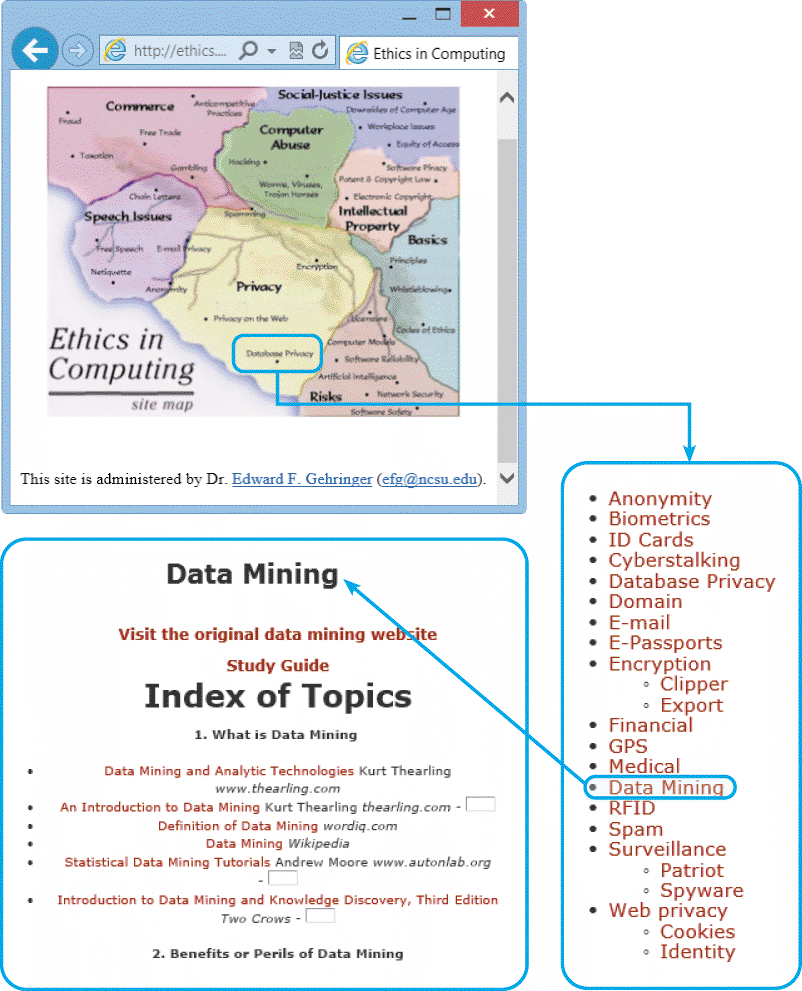 http://ethics....
Ethics in Computing
Social-Justice Issues
Commerce
Anticompetitive
Practices
Downsides of Computer Age
Fraud
Free Trade
Computer
Abuse
Workplace Issues
Equity of Access
Taxation
Gambling
Hacking
Software Piracy
Patent & Copyright Law
Worms, Viruses,
Trojan Horses
Chain Letters
Electronic Copyright
Speech Issues
Spamming
Intellectual
Property
Basics
Free Speech
E-mail Privacy
Principles
Encryption
Netiquette
Anonymity
Privacy
Whistleblowing
Privacy on the Web
Licensure
Codes of Ethics
Ethics in
Computing
site map
Database Privacy
Computer Models
Software Reliability
Artificial Intelligence
Risks
Network Security
Software Safety
This site is administered by Dr. Edward F. Gehringer (efg@ncsu.edu).
• Anonymity
• Biometrics
• ID Cards
• Cyberstalking
• Database Privacy
• Domain
• E-mail
• E-Passports
• Encryption
◦ Clipper
◦ Export
• Financial
• GPS
• Medical
• Data Mining
• RFID
• Spam
• Surveillance
◦ Patriot
◦ Spyware
• Web privacy
◦ Cookies
◦ Identity
Data Mining
Visit the original data mining website
Study Guide
Index of Topics
1. What is Data Mining
• Data Mining and Analytic Technologies Kurt Thearling
www.thearling.com
• An Introduction to Data Mining Kurt Thearling thearling.com -
• Definition of Data Mining wordiq.com
• Data Mining Wikipedia
• Statistical Data Mining Tutorials Andrew Moore www.autonlab.org
-
• Introduction to Data Mining and Knowledge Discovery, Third Edition
Two Crows -
2. Benefits or Perils of Data Mining